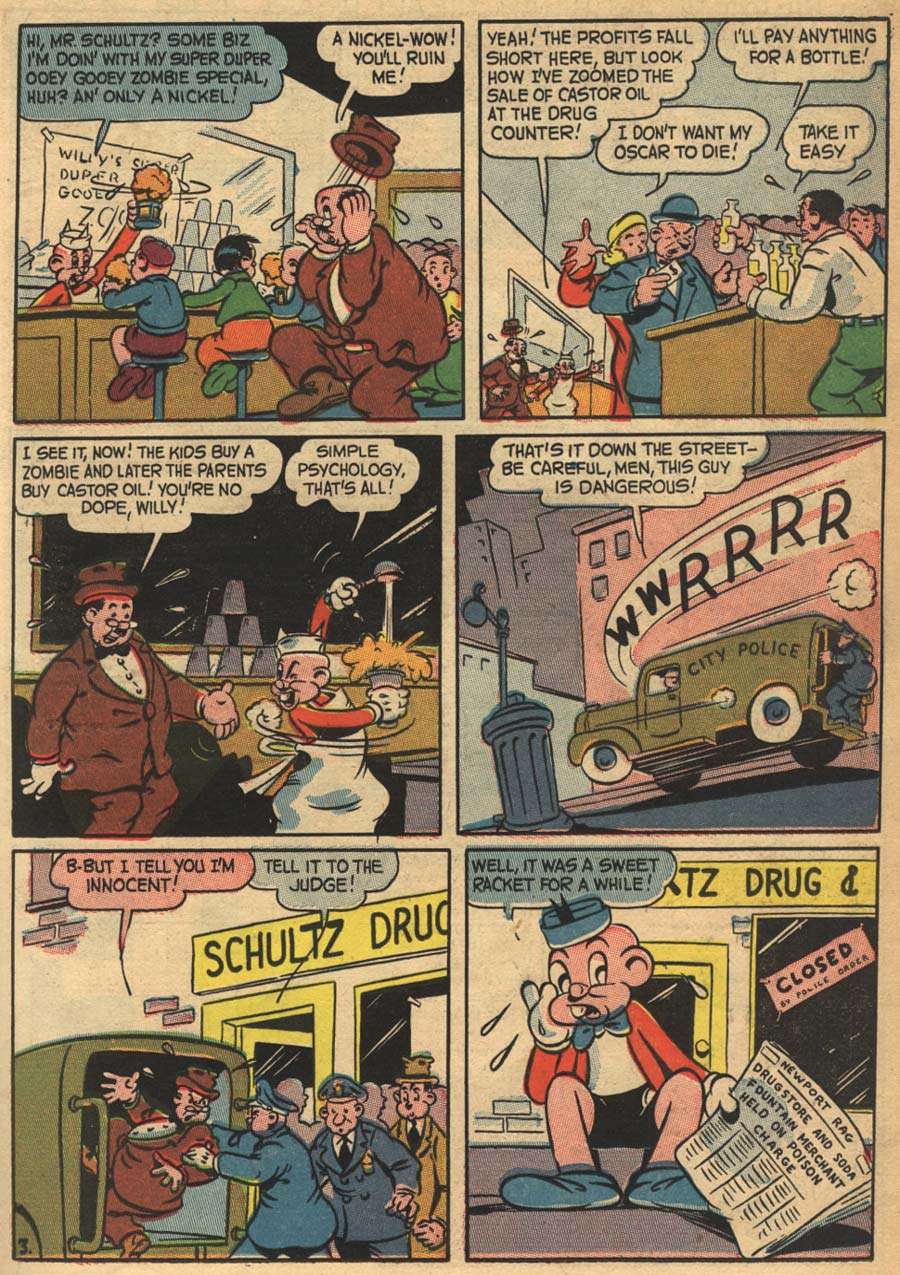 HI, MR. SCHULTZ? SOME BIZ
I'M DOIN' WITH MY SUPER DUPER
OOEY GOOEY ZOMBIE SPECIAL,
HUH? AN' ONLY A NICKEL!
A NICKEL-WOW!
YOU'LL RUIN
ME!
WILLY'S SUPER
DUPER
GOOEY
YEAH! THE PROFITS FALL
SHORT HERE, BUT LOOK
HOW I'VE ZOOMED THE
SALE OF CASTOR OIL
AT THE DRUG
COUNTER!
I'LL PAY ANYTHING
FOR A BOTTLE!
I DON'T WANT MY
OSCAR TO DIE!
TAKE IT
EASY
I SEE IT, NOW! THE KIDS BUY A
ZOMBIE AND LATER THE PARENTS
BUY CASTOR OIL! YOU'RE NO
DOPE, WILLY!
SIMPLE
PSYCHOLOGY,
THAT'S ALL!
THAT'S IT DOWN THE STREET—
BE CAREFUL, MEN, THIS GUY
IS DANGEROUS!
WWRRRR
CITY POLICE
B-BUT I TELL YOU I'M
INNOCENT!
TELL IT TO THE
JUDGE!
SCHULTZ DRUG
3.
WELL, IT WAS A SWEET
RACKET FOR A WHILE!
TZ DRUG &
CLOSED
BY POLICE ORDER
NEWPORT RAG
DRUGSTORE AND
FOUNTAIN MERCHANT SODA
HELD ON POISON
CHARGE